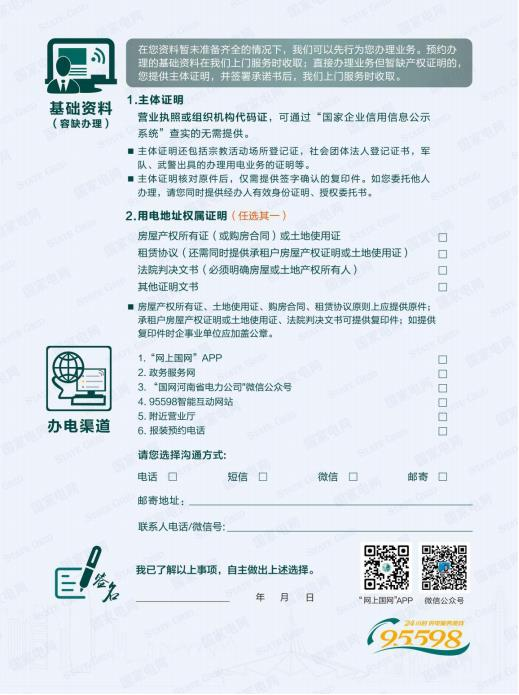 在您资料暂未准备齐全的情况下，我们可以先行为您办理业务。预约办
理的基础资料在我们上门服务时收取；直接办理业务但暂缺产权证明的，
您提供主体证明，并签署承诺书后，我们上门服务时收取。
基础资料
（容缺办理）
1.主体证明
营业执照或组织机构代码证，可通过“国家企业信用信息公示
系统”查实的无需提供。
■ 主体证明还包括宗教活动场所登记证，社会团体法人登记证书，军
队、武警出具的办理用电业务的证明等。
■ 主体证明核对原件后，仅需提供签字确认的复印件。如您委托他人
办理，请您同时提供经办人有效身份证明、授权委托书。
2.用电地址权属证明（任选其一）
房屋产权所有证（或购房合同）或土地使用证 □
租赁协议（还需同时提供承租户房屋产权证明或土地使用证） □
法院判决文书（必须明确房屋或土地产权所有人） □
其他证明文书 □
■ 房屋产权所有证、土地使用证、购房合同、租赁协议原则上应提供原件；
承租户房屋产权证明或土地使用证、法院判决文书可提供复印件；如提供
复印件时企事业单位应加盖公章。
办电渠道
1.“网上国网”APP □
2. 政务服务网 □
3.“国网河南省电力公司”微信公众号 □
4. 95598智能互动网站 □
5. 附近营业厅 □
6. 报装预约电话 □
请您选择沟通方式：
电话 □ 短信 □ 微信 □ 邮寄 □
邮寄地址：
联系人电话/微信号:
签名
我已了解以上事项，自主做出上述选择。
年 月 日
“网上国网”APP 微信公众号
24小时 供电服务热线
95598
国家电网
State Grid